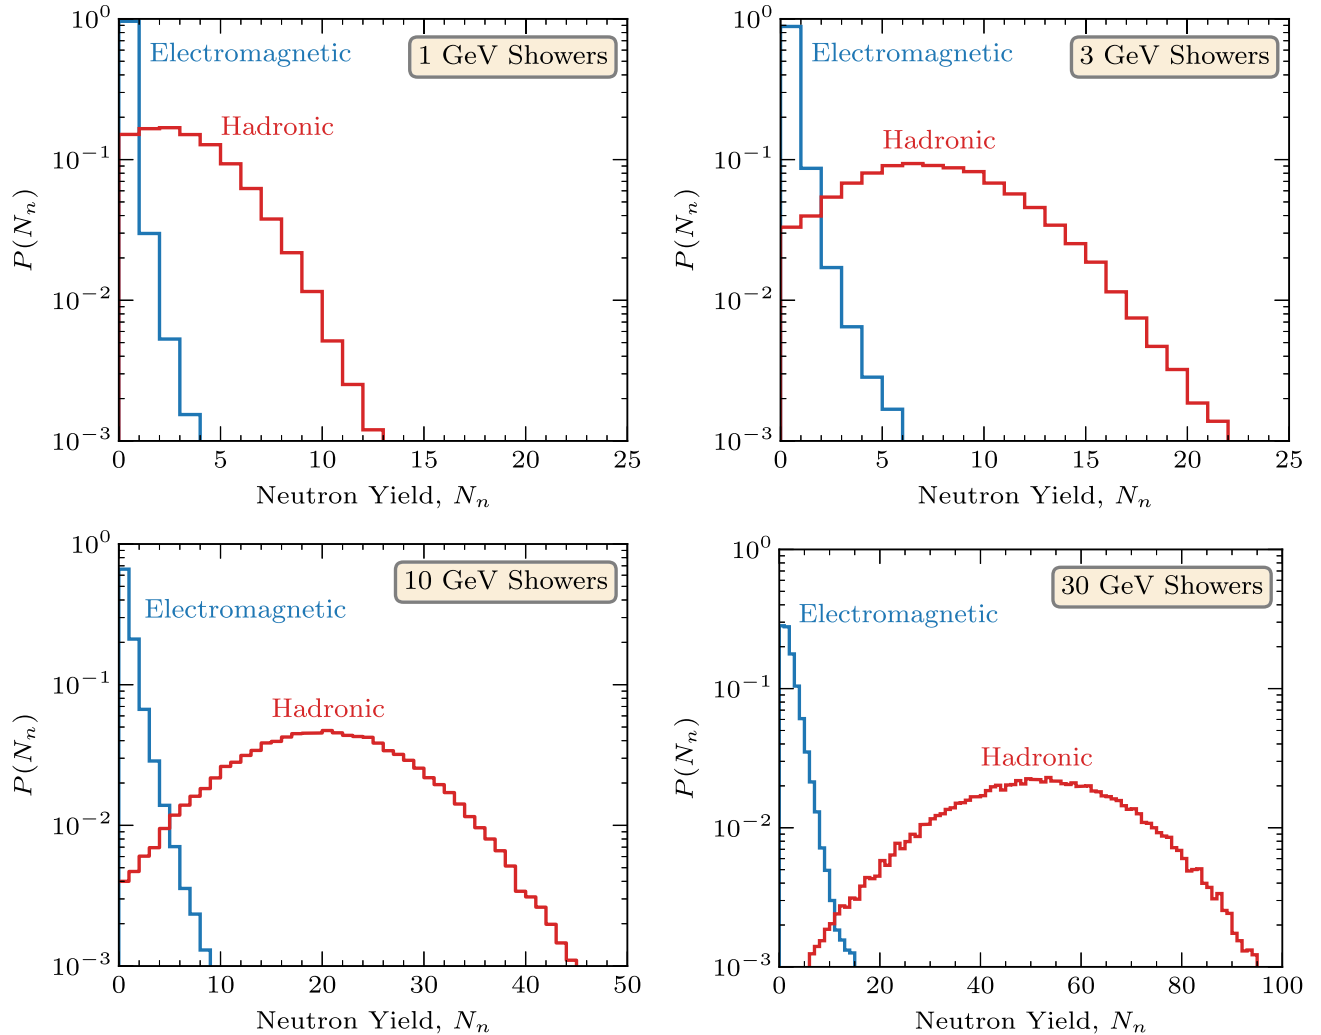 10^0
10^-1
10^-2
10^-3
P(N_n)
Electromagnetic
1 GeV Showers
Hadronic
0 5 10 15 20 25
Neutron Yield, N_n
10^0
10^-1
10^-2
10^-3
P(N_n)
Electromagnetic
3 GeV Showers
Hadronic
0 5 10 15 20 25
Neutron Yield, N_n
10^0
10^-1
10^-2
10^-3
P(N_n)
10 GeV Showers
Electromagnetic
Hadronic
0 10 20 30 40 50
Neutron Yield, N_n
10^0
10^-1
10^-2
10^-3
P(N_n)
30 GeV Showers
Electromagnetic
Hadronic
0 20 40 60 80 100
Neutron Yield, N_n